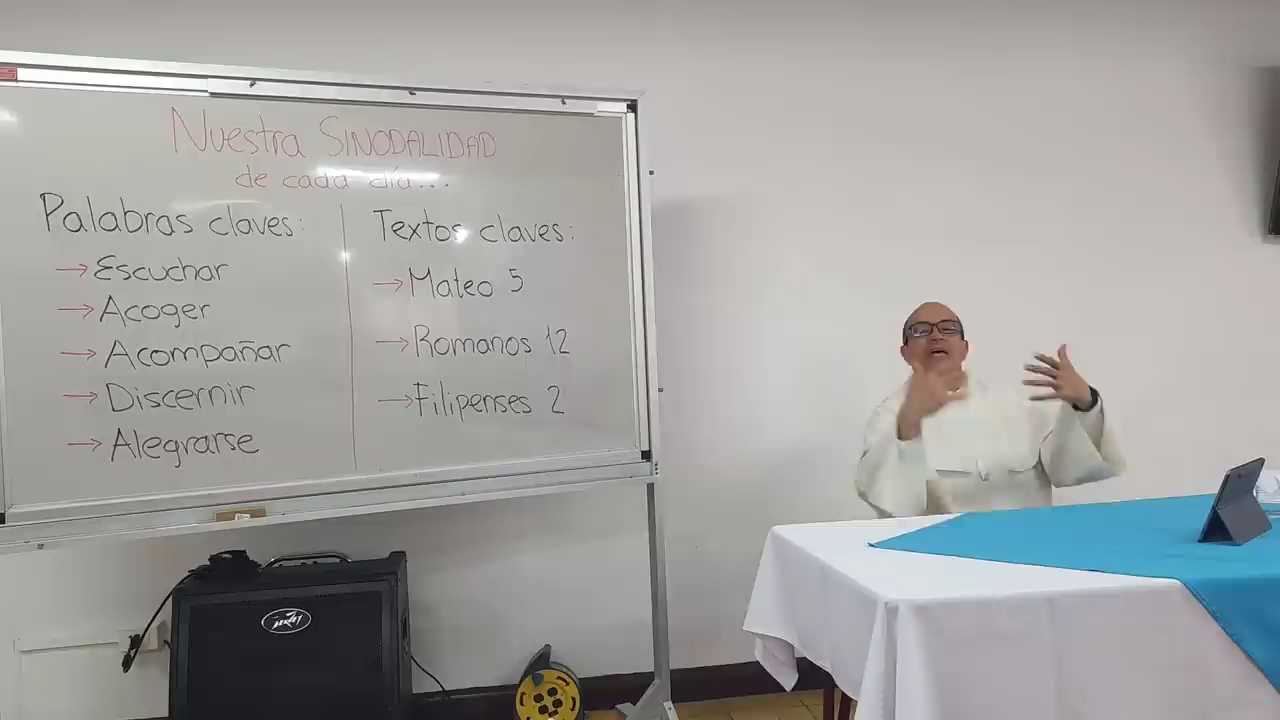 Nuestra SINODALIDAD
de cada día...
Palabras claves:
→ Escuchar
→ Acoger
→ Acompañar
→ Discernir
→ Alegrarse
Textos claves:
→ Mateo 5
→ Romanos 12
→ Filipenses 2
PEAVEY